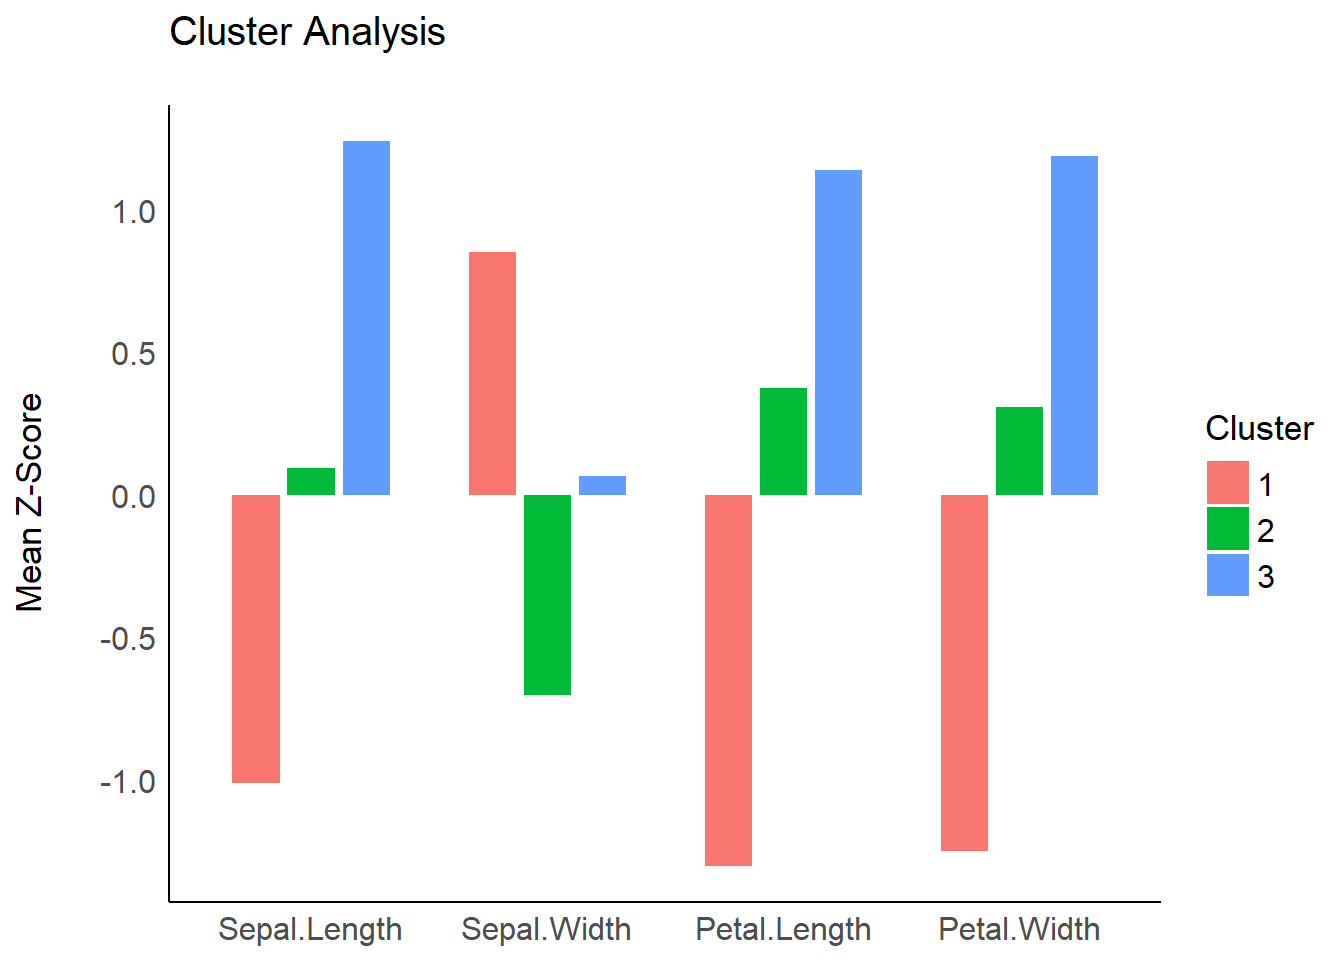 Cluster Analysis
Mean Z-Score
1.0
0.5
0.0
-0.5
-1.0
Sepal.Length Sepal.Width Petal.Length Petal.Width
Cluster
1
2
3